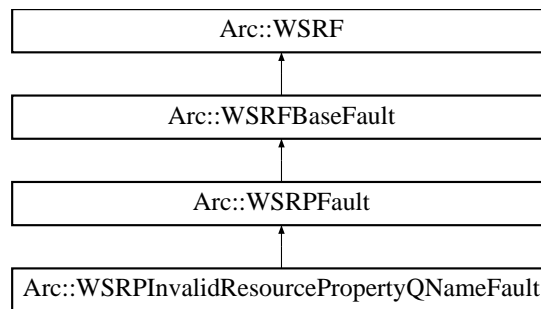 Arc::WSRF
Arc::WSRFBaseFault
Arc::WSRPFault
Arc::WSRPInvalidResourcePropertyQNameFault